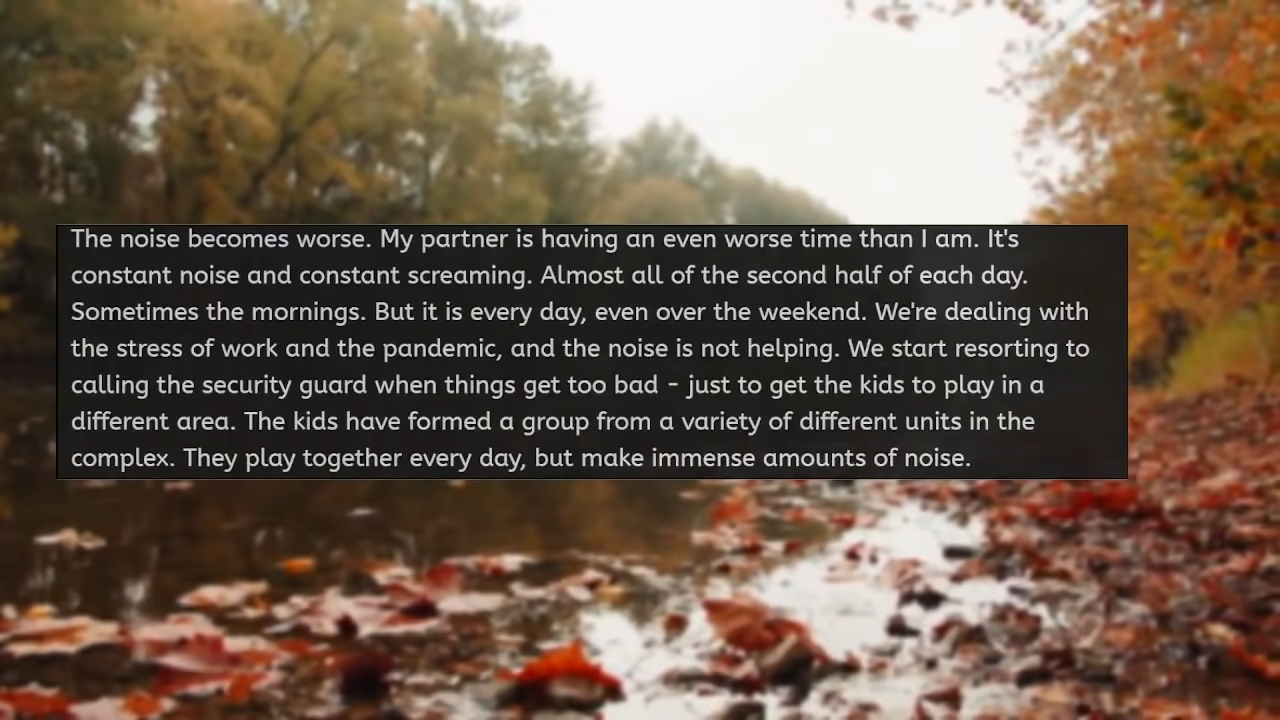 The noise becomes worse. My partner is having an even worse time than I am. It's
constant noise and constant screaming. Almost all of the second half of each day.
Sometimes the mornings. But it is every day, even over the weekend. We're dealing with
the stress of work and the pandemic, and the noise is not helping. We start resorting to
calling the security guard when things get too bad - just to get the kids to play in a
different area. The kids have formed a group from a variety of different units in the
complex. They play together every day, but make immense amounts of noise.